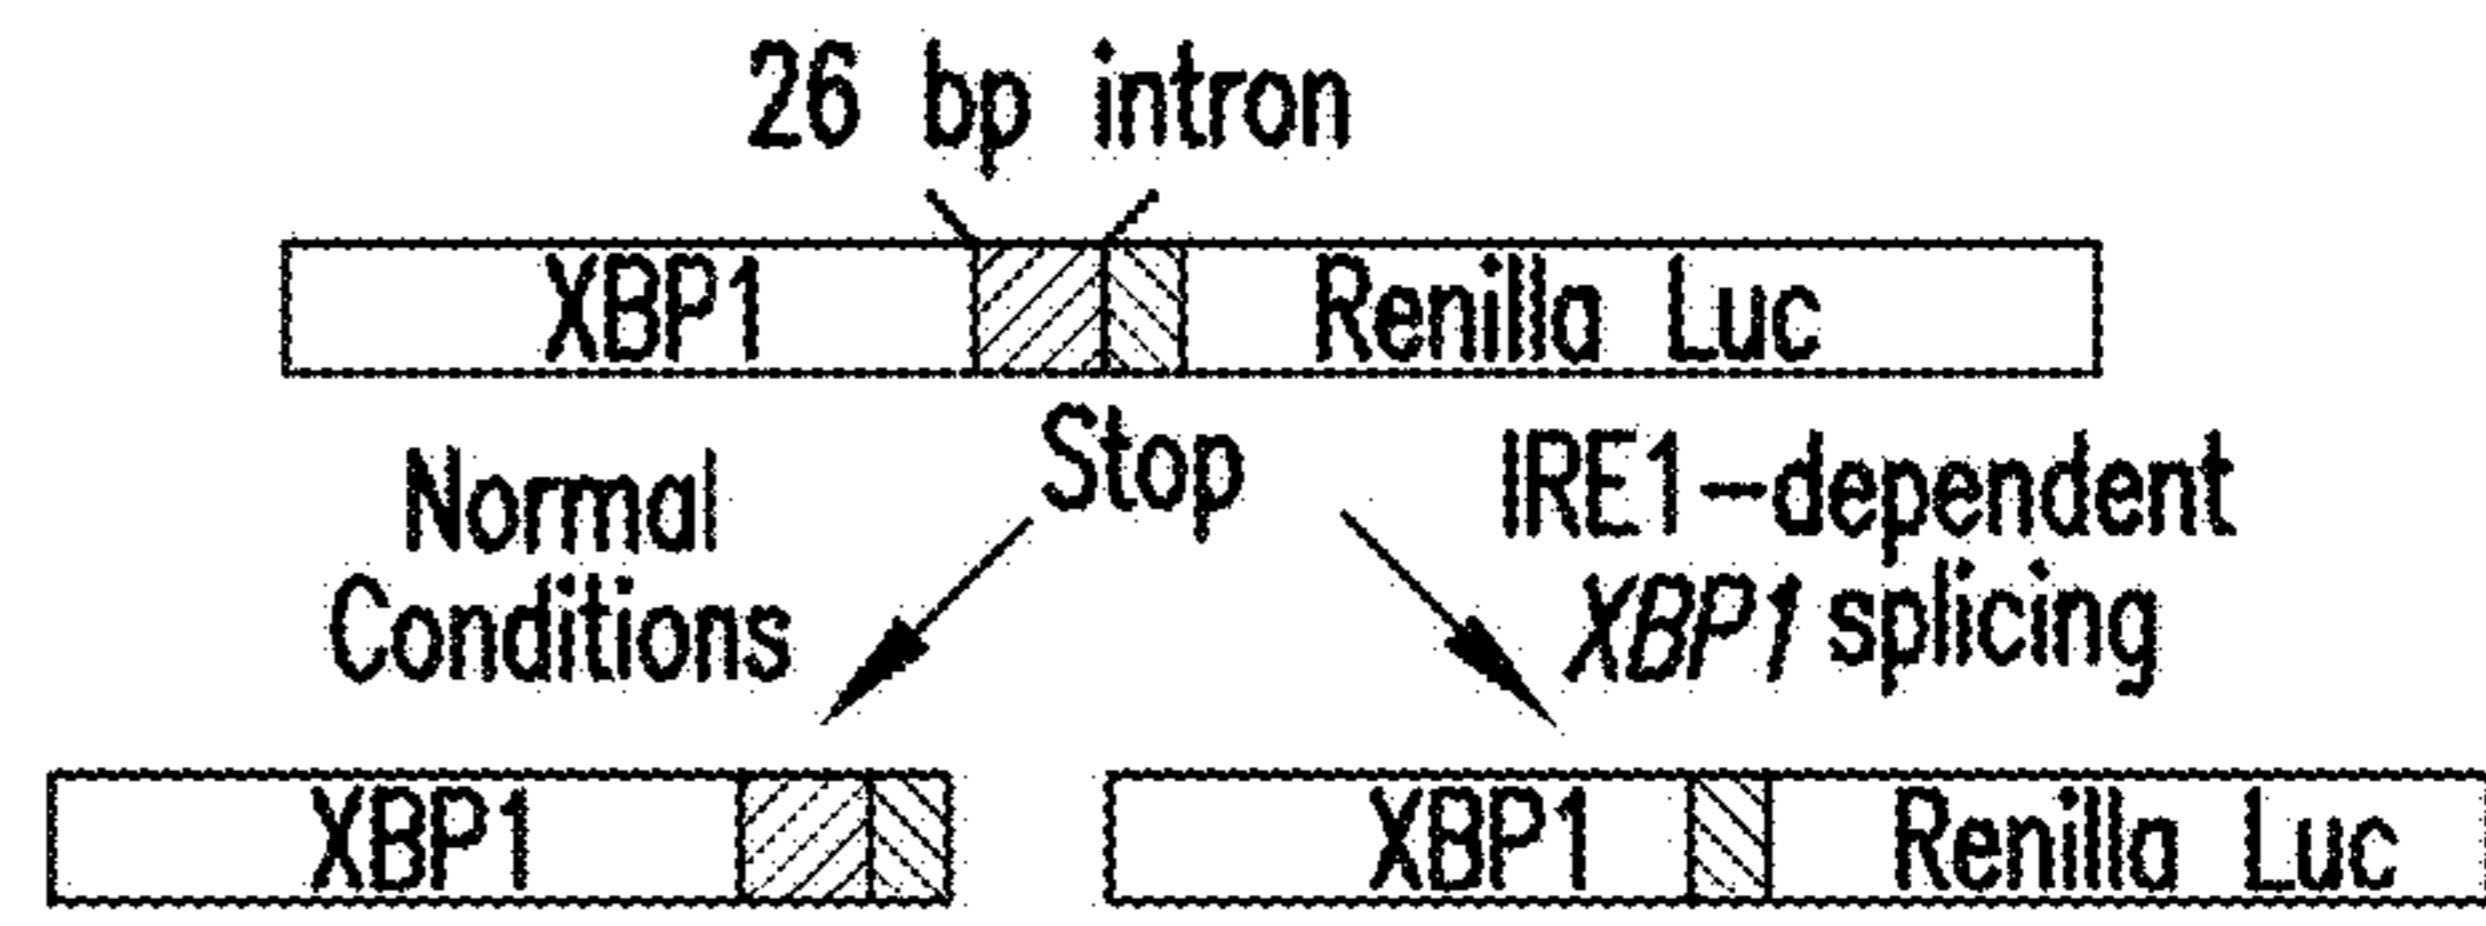 26 bp intron
XBP1 Renilla Luc
Stop
Normal
Conditions
IRE1-dependent
XBP1 splicing
XBP1
XBP1 Renilla Luc